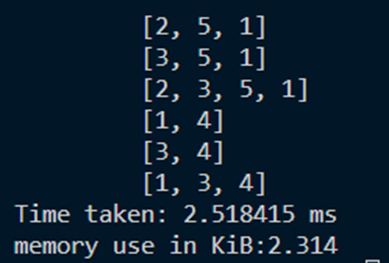 [2, 5, 1]
[3, 5, 1]
[2, 3, 5, 1]
[1, 4]
[3, 4]
[1, 3, 4]
Time taken: 2.518415 ms
memory use in KiB:2.314